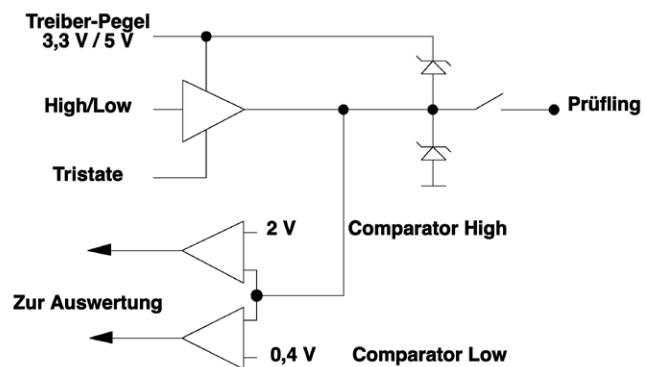 Treiber-Pegel
3,3 V / 5 V
High/Low
Prüfling
Tristate
2 V
Comparator High
Zur Auswertung
0,4 V
Comparator Low